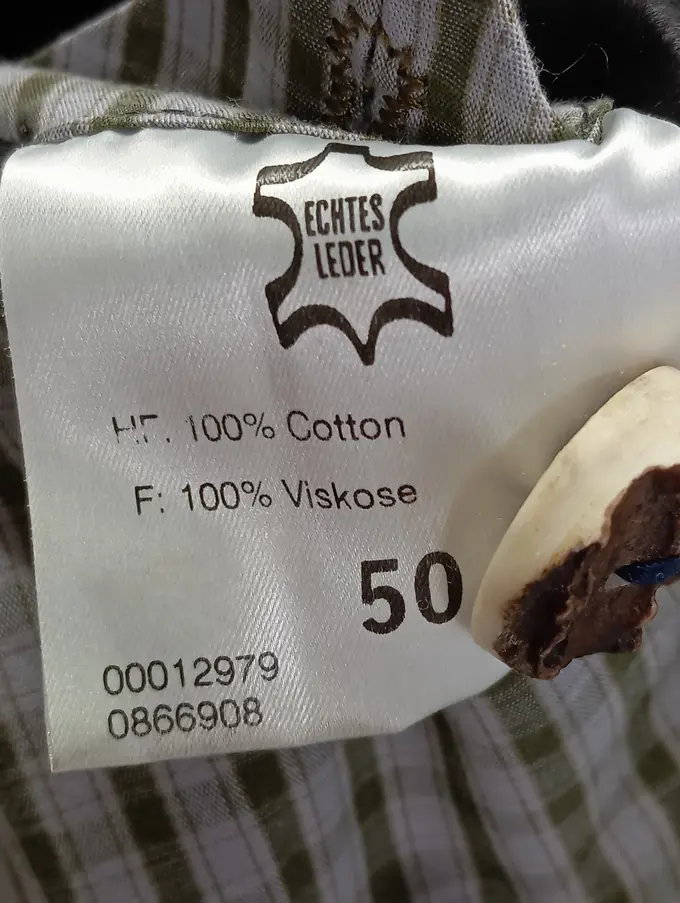 ECHTES
LEDER
100% Cotton
F: 100% Viskose
50
00012979
0866908